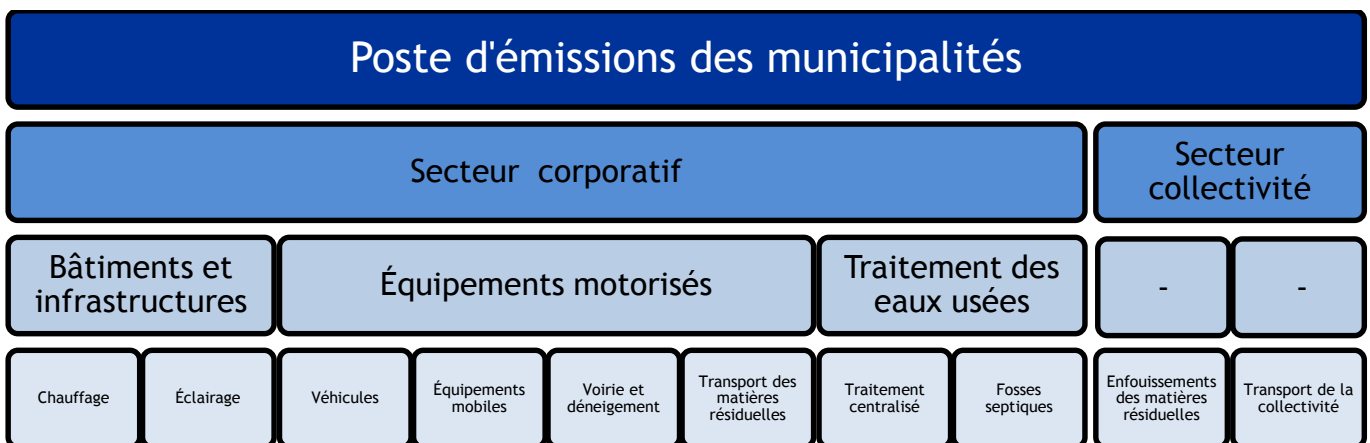 Poste d'émissions des municipalités
Secteur corporatif
Secteur
collectivité
Bâtiments et
infrastructures
Équipements motorisés
Traitement des
eaux usées
-
-
Chauffage
Éclairage
Véhicules
Équipements
mobiles
Voirie et
déneigement
Transport des
matières
résiduelles
Traitement
centralisé
Fosses
septiques
Enfouissements
des matières
résiduelles
Transport de la
collectivité